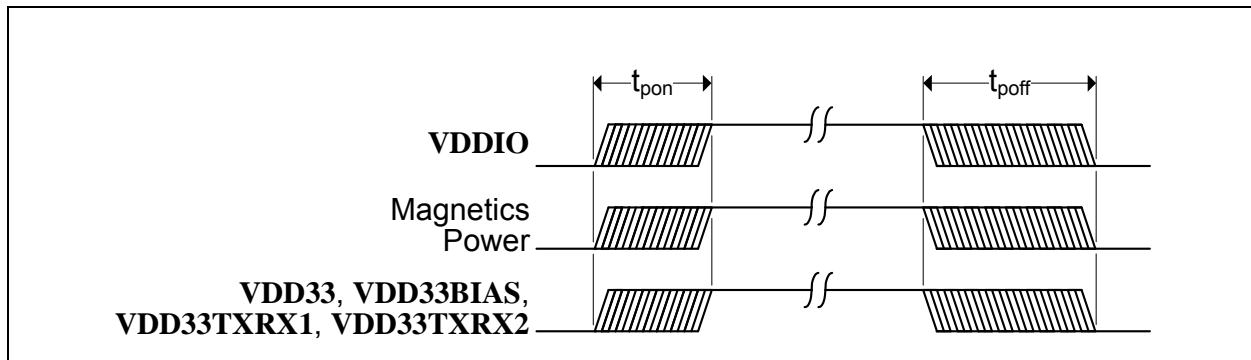 tpon
tpoff
VDDIO
Magnetics
Power
VDD33, VDD33BIAS,
VDD33TXRX1, VDD33TXRX2